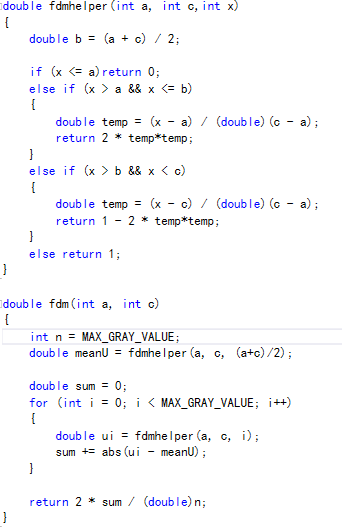 double fdmhelper(int a, int c,int x)
{
    double b = (a + c) / 2;

    if (x <= a)return 0;
    else if (x > a && x <= b)
    {
        double temp = (x - a) / (double)(c - a);
        return 2 * temp*temp;
    }
    else if (x > b && x < c)
    {
        double temp = (x - c) / (double)(c - a);
        return 1 - 2 * temp*temp;
    }
    else return 1;
}

double fdm(int a, int c)
{
    int n = MAX_GRAY_VALUE;
    double meanU = fdmhelper(a, c, (a+c)/2);

    double sum = 0;
    for (int i = 0; i < MAX_GRAY_VALUE; i++)
    {
        double ui = fdmhelper(a, c, i);
        sum += abs(ui - meanU);
    }

    return 2 * sum / (double)n;
}